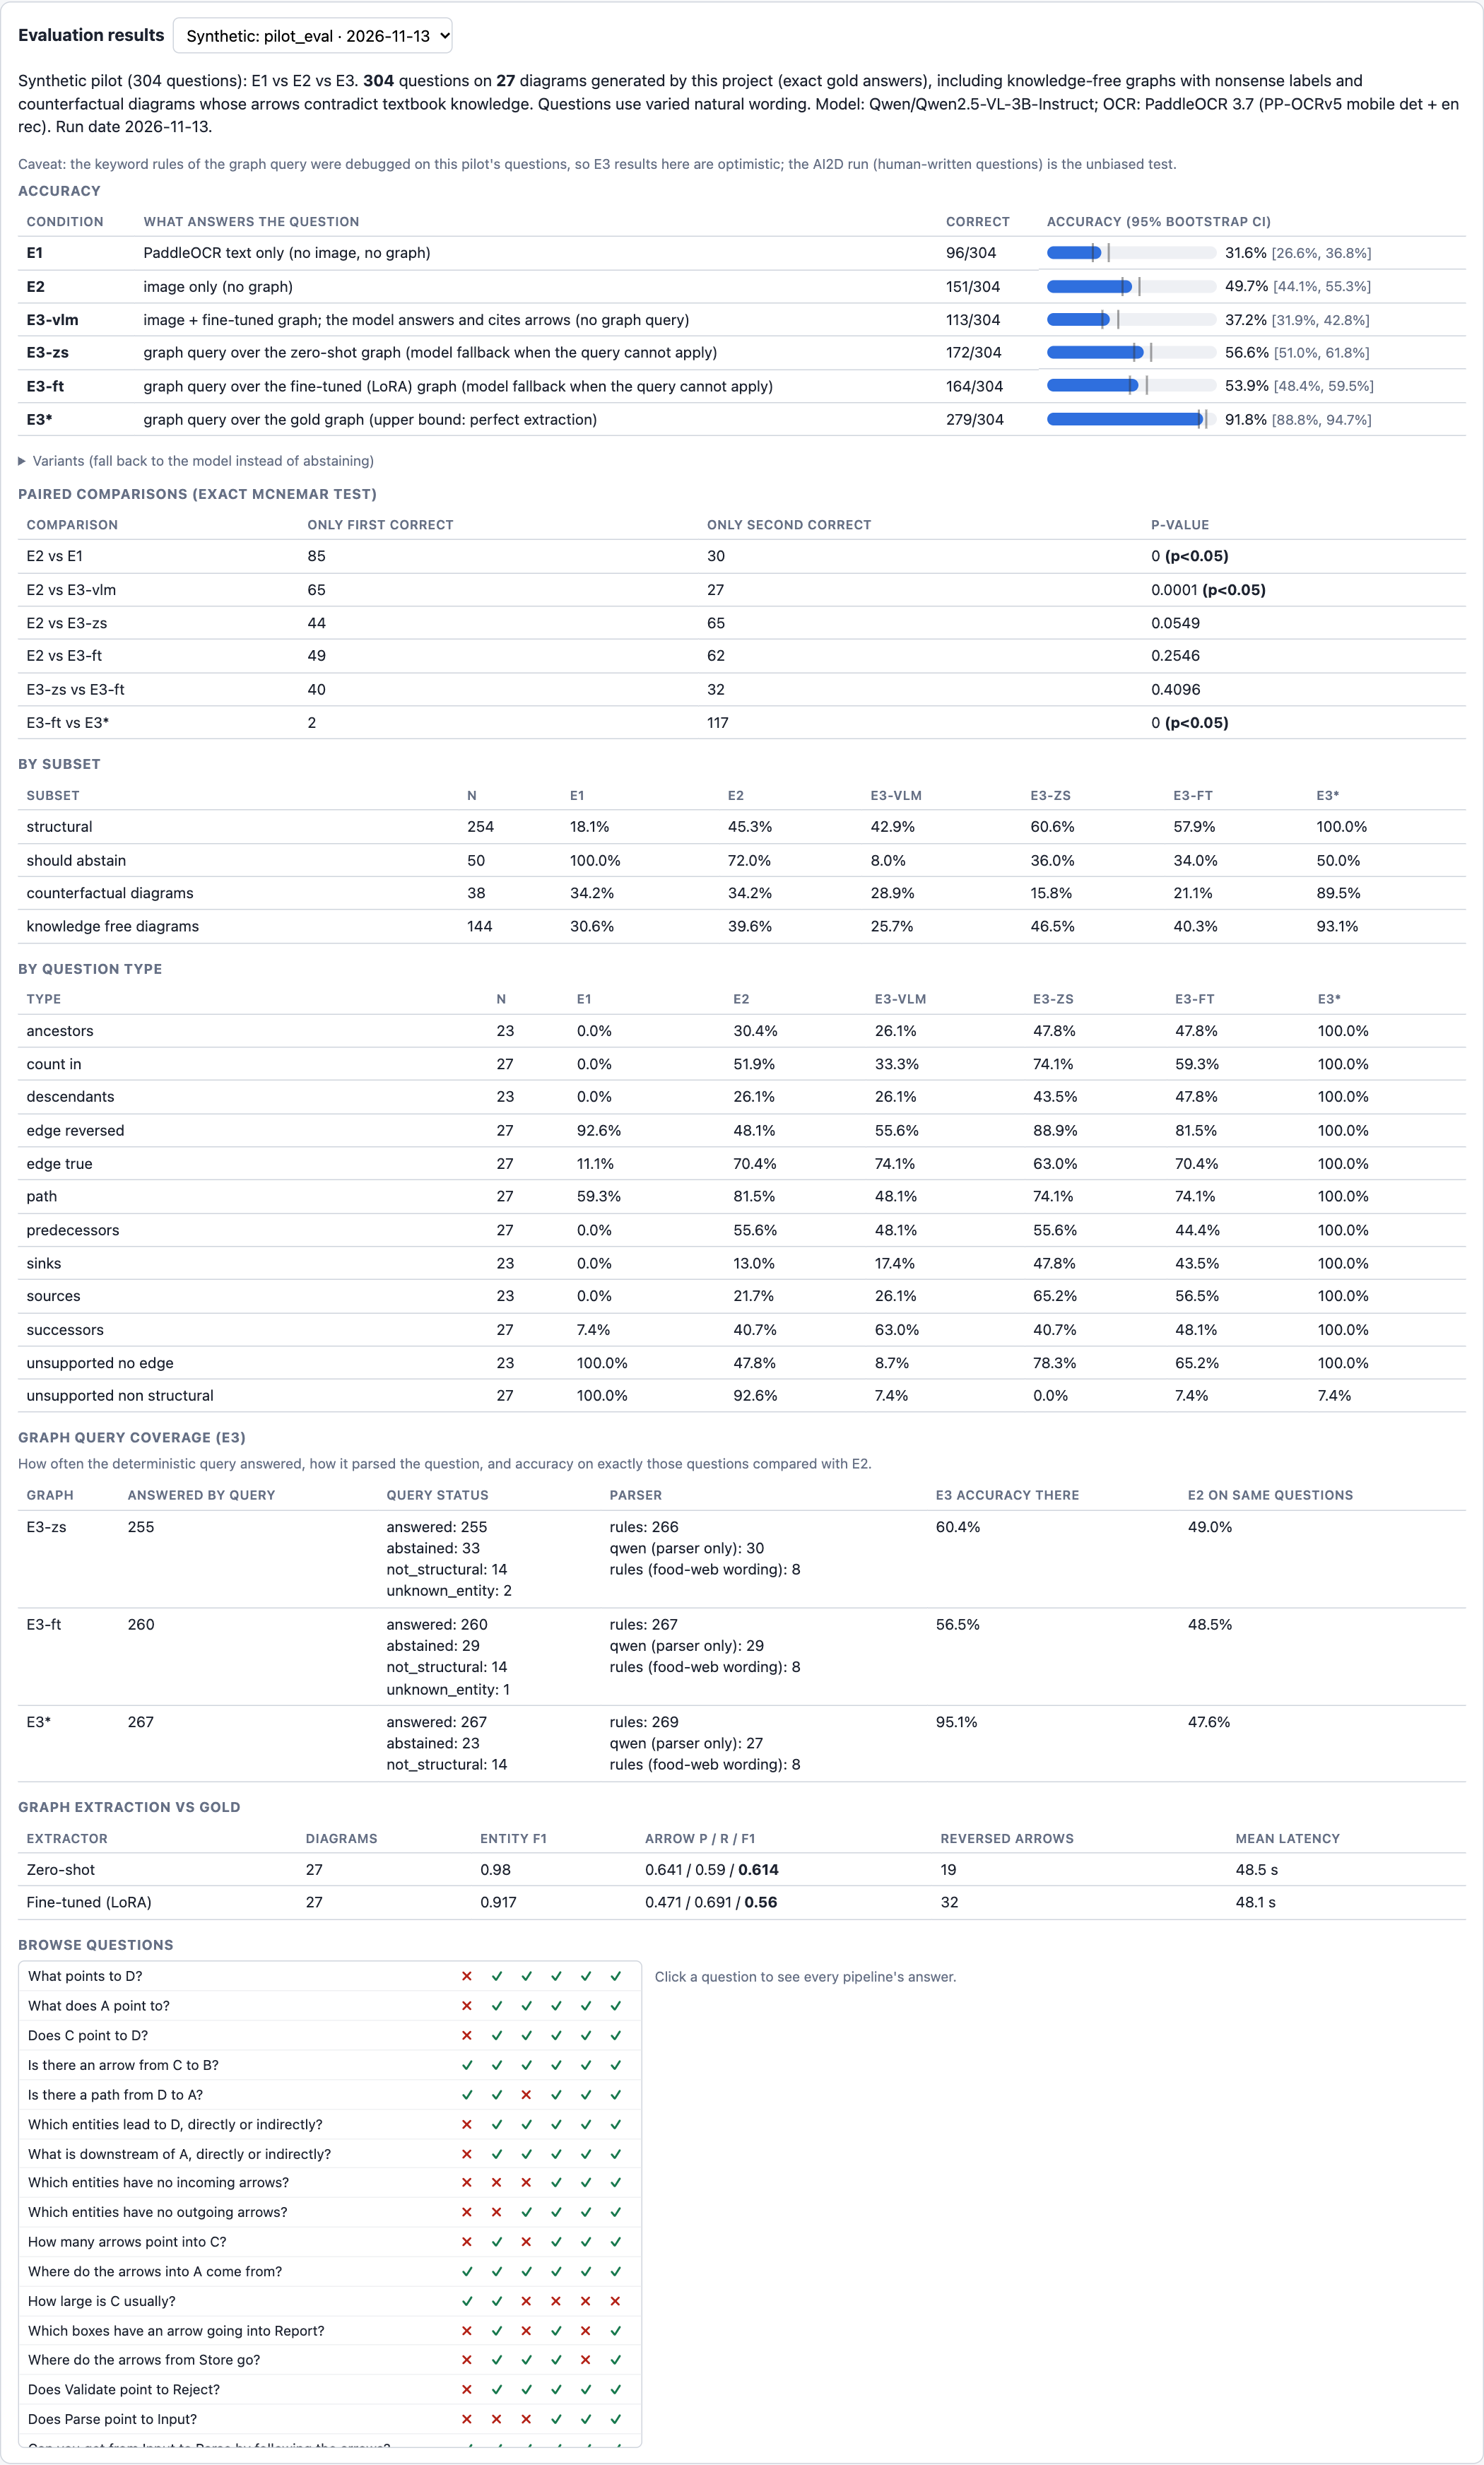 Evaluation results Synthetic: pilot_eval · 2026-11-13
Synthetic pilot (304 questions): E1 vs E2 vs E3. 304 questions on 27 diagrams generated by this project (exact gold answers), including knowledge-free graphs with nonsense labels and
counterfactual diagrams whose arrows contradict textbook knowledge. Questions use varied natural wording. Model: Qwen/Qwen2.5-VL-3B-Instruct; OCR: PaddleOCR 3.7 (PP-OCRv5 mobile det + en
rec). Run date 2026-11-13.
Caveat: the keyword rules of the graph query were debugged on this pilot's questions, so E3 results here are optimistic; the AI2D run (human-written questions) is the unbiased test.
ACCURACY
CONDITION WHAT ANSWERS THE QUESTION CORRECT ACCURACY (95% BOOTSTRAP CI)
E1 PaddleOCR text only (no image, no graph) 96/304 31.6% [26.6%, 36.8%]
E2 image only (no graph) 151/304 49.7% [44.1%, 55.3%]
E3-vlm image + fine-tuned graph; the model answers and cites arrows (no graph query) 113/304 37.2% [31.9%, 42.8%]
E3-zs graph query over the zero-shot graph (model fallback when the query cannot apply) 172/304 56.6% [51.0%, 61.8%]
E3-ft graph query over the fine-tuned (LoRA) graph (model fallback when the query cannot apply) 164/304 53.9% [48.4%, 59.5%]
E3* graph query over the gold graph (upper bound: perfect extraction) 279/304 91.8% [88.8%, 94.7%]
▶ Variants (fall back to the model instead of abstaining)
PAIRED COMPARISONS (EXACT MCNEMAR TEST)
COMPARISON ONLY FIRST CORRECT ONLY SECOND CORRECT P-VALUE
E2 vs E1 85 30 0 (p<0.05)
E2 vs E3-vlm 65 27 0.0001 (p<0.05)
E2 vs E3-zs 44 65 0.0549
E2 vs E3-ft 49 62 0.2546
E3-zs vs E3-ft 40 32 0.4096
E3-ft vs E3* 2 117 0 (p<0.05)
BY SUBSET
SUBSET N E1 E2 E3-VLM E3-ZS E3-FT E3*
structural 254 18.1% 45.3% 42.9% 60.6% 57.9% 100.0%
should abstain 50 100.0% 72.0% 8.0% 36.0% 34.0% 50.0%
counterfactual diagrams 38 34.2% 34.2% 28.9% 15.8% 21.1% 89.5%
knowledge free diagrams 144 30.6% 39.6% 25.7% 46.5% 40.3% 93.1%
BY QUESTION TYPE
TYPE N E1 E2 E3-VLM E3-ZS E3-FT E3*
ancestors 23 0.0% 30.4% 26.1% 47.8% 47.8% 100.0%
count in 27 0.0% 51.9% 33.3% 74.1% 59.3% 100.0%
descendants 23 0.0% 26.1% 26.1% 43.5% 47.8% 100.0%
edge reversed 27 92.6% 48.1% 55.6% 88.9% 81.5% 100.0%
edge true 27 11.1% 70.4% 74.1% 63.0% 70.4% 100.0%
path 27 59.3% 81.5% 48.1% 74.1% 74.1% 100.0%
predecessors 27 0.0% 55.6% 48.1% 55.6% 44.4% 100.0%
sinks 23 0.0% 13.0% 17.4% 47.8% 43.5% 100.0%
sources 23 0.0% 21.7% 26.1% 65.2% 56.5% 100.0%
successors 27 7.4% 40.7% 63.0% 40.7% 48.1% 100.0%
unsupported no edge 23 100.0% 47.8% 8.7% 78.3% 65.2% 100.0%
unsupported non structural 27 100.0% 92.6% 7.4% 0.0% 7.4% 7.4%
GRAPH QUERY COVERAGE (E3)
How often the deterministic query answered, how it parsed the question, and accuracy on exactly those questions compared with E2.
GRAPH ANSWERED BY QUERY QUERY STATUS PARSER E3 ACCURACY THERE E2 ON SAME QUESTIONS
E3-zs 255 answered: 255 rules: 266 60.4% 49.0%
abstained: 33 qwen (parser only): 30
not_structural: 14 rules (food-web wording): 8
unknown_entity: 2
E3-ft 260 answered: 260 rules: 267 56.5% 48.5%
abstained: 29 qwen (parser only): 29
not_structural: 14 rules (food-web wording): 8
unknown_entity: 1
E3* 267 answered: 267 rules: 269 95.1% 47.6%
abstained: 23 qwen (parser only): 27
not_structural: 14 rules (food-web wording): 8
GRAPH EXTRACTION VS GOLD
EXTRACTOR DIAGRAMS ENTITY F1 ARROW P / R / F1 REVERSED ARROWS MEAN LATENCY
Zero-shot 27 0.98 0.641 / 0.59 / 0.614 19 48.5 s
Fine-tuned (LoRA) 27 0.917 0.471 / 0.691 / 0.56 32 48.1 s
BROWSE QUESTIONS
What points to D? ✕ ✓ ✓ ✓ ✓ ✓ Click a question to see every pipeline's answer.
What does A point to? ✕ ✓ ✓ ✓ ✓ ✓
Does C point to D? ✕ ✓ ✓ ✓ ✓ ✓
Is there an arrow from C to B? ✓ ✓ ✓ ✓ ✓ ✓
Is there a path from D to A? ✓ ✓ ✕ ✓ ✓ ✓
Which entities lead to D, directly or indirectly? ✕ ✓ ✓ ✓ ✓ ✓
What is downstream of A, directly or indirectly? ✕ ✓ ✓ ✓ ✓ ✓
Which entities have no incoming arrows? ✕ ✕ ✕ ✓ ✓ ✓
Which entities have no outgoing arrows? ✕ ✕ ✓ ✓ ✓ ✓
How many arrows point into C? ✕ ✓ ✕ ✓ ✓ ✓
Where do the arrows into A come from? ✓ ✓ ✓ ✓ ✓ ✓
How large is C usually? ✓ ✓ ✕ ✕ ✕ ✕
Which boxes have an arrow going into Report? ✕ ✓ ✕ ✓ ✕ ✓
Where do the arrows from Store go? ✕ ✓ ✓ ✓ ✕ ✓
Does Validate point to Reject? ✕ ✓ ✓ ✓ ✓ ✓
Does Parse point to Input? ✕ ✕ ✕ ✓ ✓ ✓
Can you get from Input to Parse by following the arrows?